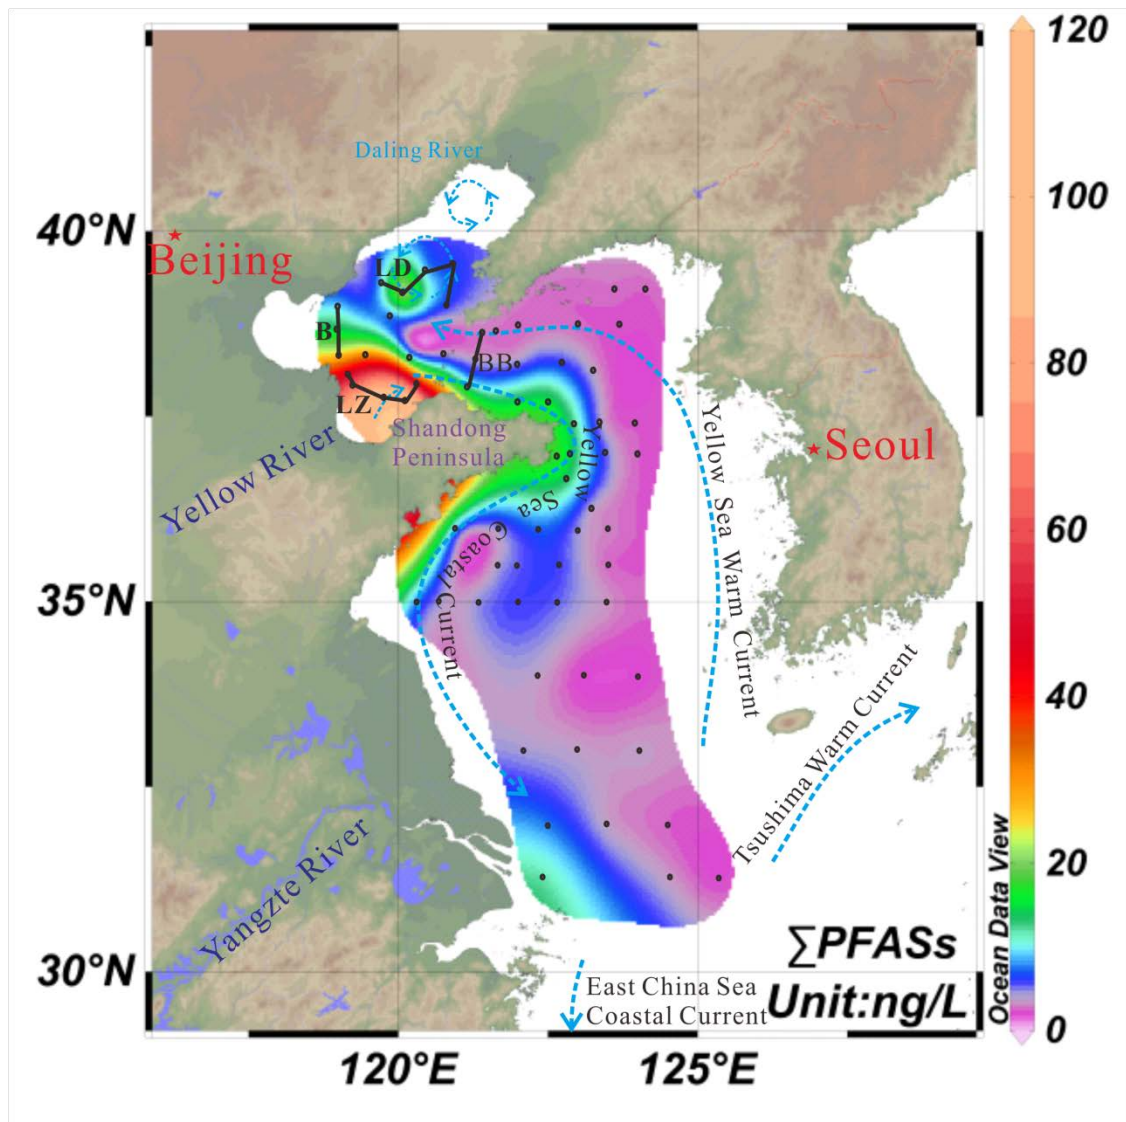 120
100
80
60
40
20
0
Ocean Data View
40°N
35°N
30°N
120°E
125°E
Daling River
Beijing
LD
B
BB
LZ
Shandong
Peninsula
Yellow River
Seoul
Yellow Sea Coastal Current
Yellow Sea Warm Current
Tsushima Warm Current
Yangzte River
∑PFASs
Unit:ng/L
East China Sea
Coastal Current